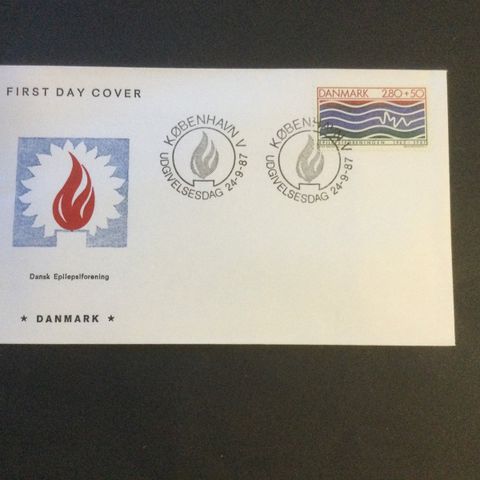 FIRST DAY COVER
DANMARK 2.80+50
KØBENHAVN V
UDGIVELSESDAG 24-9-87
KØBENHAVN V
UDGIVELSESDAG 24-9-87
Dansk Epilepsiforening
* DANMARK *